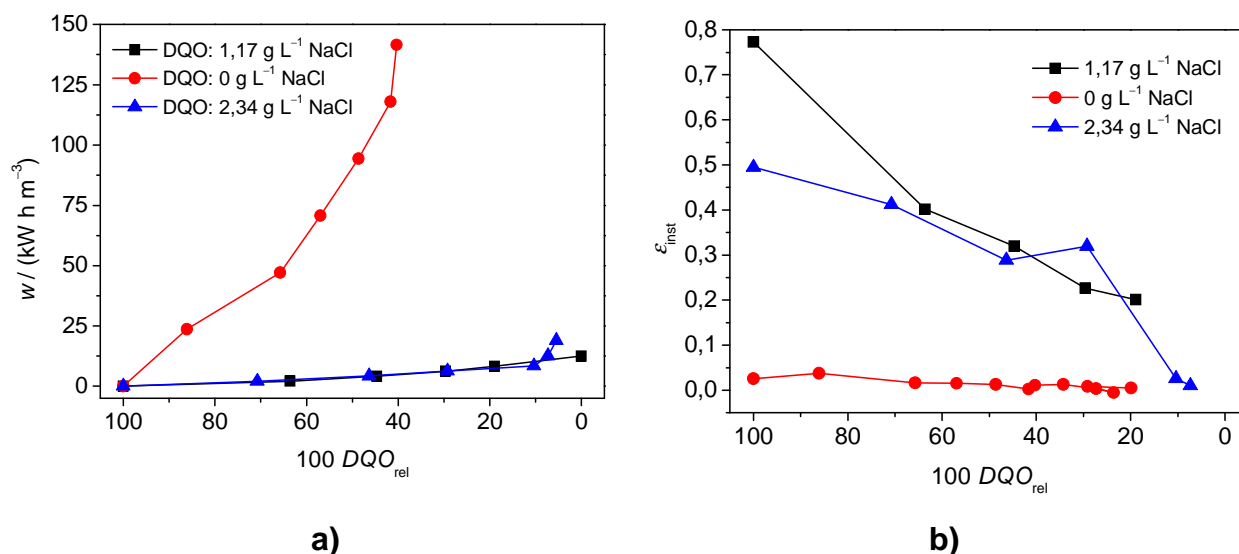 150
125
100
75
50
25
0
w / (kW h m⁻³)
DQO: 1,17 g L⁻¹ NaCl
DQO: 0 g L⁻¹ NaCl
DQO: 2,34 g L⁻¹ NaCl
100 80 60 40 20 0
100 DQO_rel
a)
0,8
0,7
0,6
0,5
0,4
0,3
0,2
0,1
0,0
ε_inst
1,17 g L⁻¹ NaCl
0 g L⁻¹ NaCl
2,34 g L⁻¹ NaCl
100 80 60 40 20 0
100 DQO_rel
b)